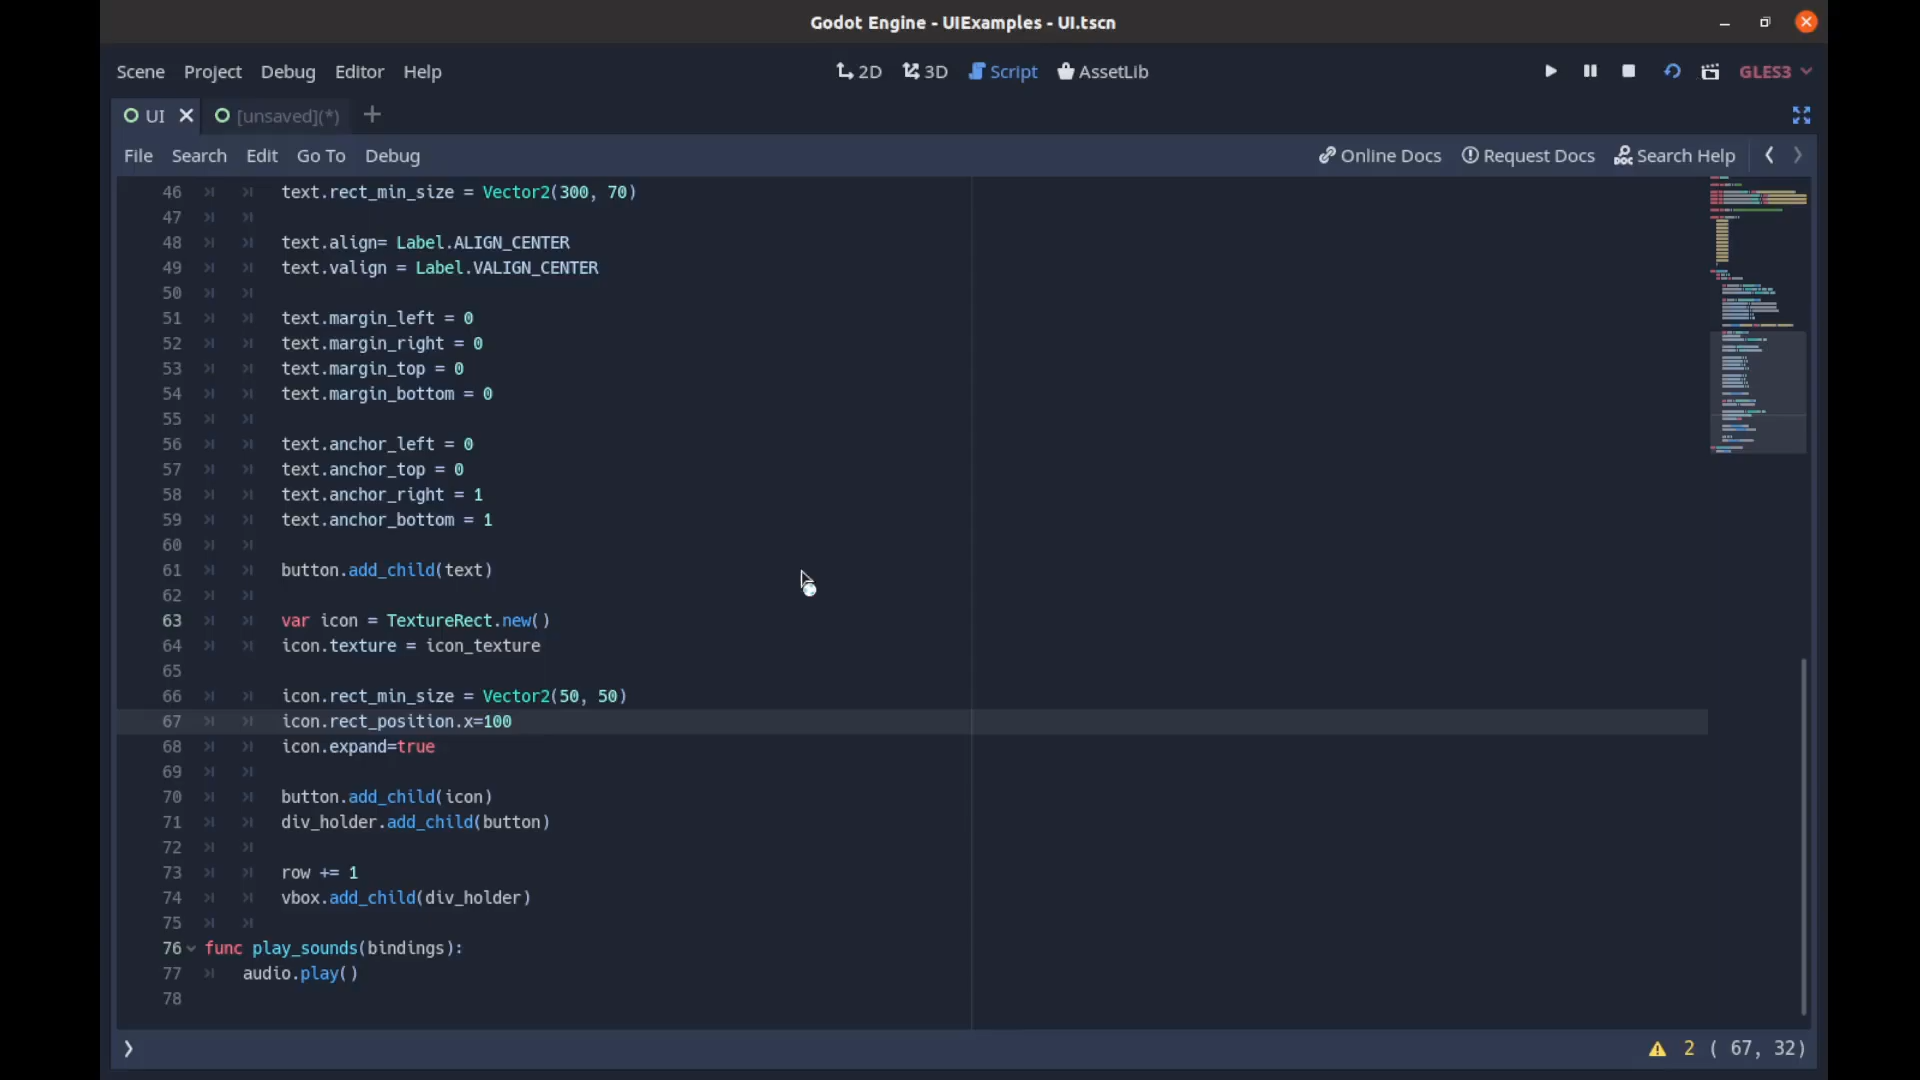 Godot Engine - UIExamples - UI.tscn
Scene Project Debug Editor Help
2D 3D Script AssetLib
GLES3
UI [unsaved](*)
File Search Edit Go To Debug
Online Docs Request Docs Search Help
46 text.rect_min_size = Vector2(300, 70)
47
48 text.align= Label.ALIGN_CENTER
49 text.valign = Label.VALIGN_CENTER
50
51 text.margin_left = 0
52 text.margin_right = 0
53 text.margin_top = 0
54 text.margin_bottom = 0
55
56 text.anchor_left = 0
57 text.anchor_top = 0
58 text.anchor_right = 1
59 text.anchor_bottom = 1
60
61 button.add_child(text)
62
63 var icon = TextureRect.new()
64 icon.texture = icon_texture
65
66 icon.rect_min_size = Vector2(50, 50)
67 icon.rect_position.x=100
68 icon.expand=true
69
70 button.add_child(icon)
71 div_holder.add_child(button)
72
73 row += 1
74 vbox.add_child(div_holder)
75
76 func play_sounds(bindings):
77 audio.play()
78
2 ( 67, 32)